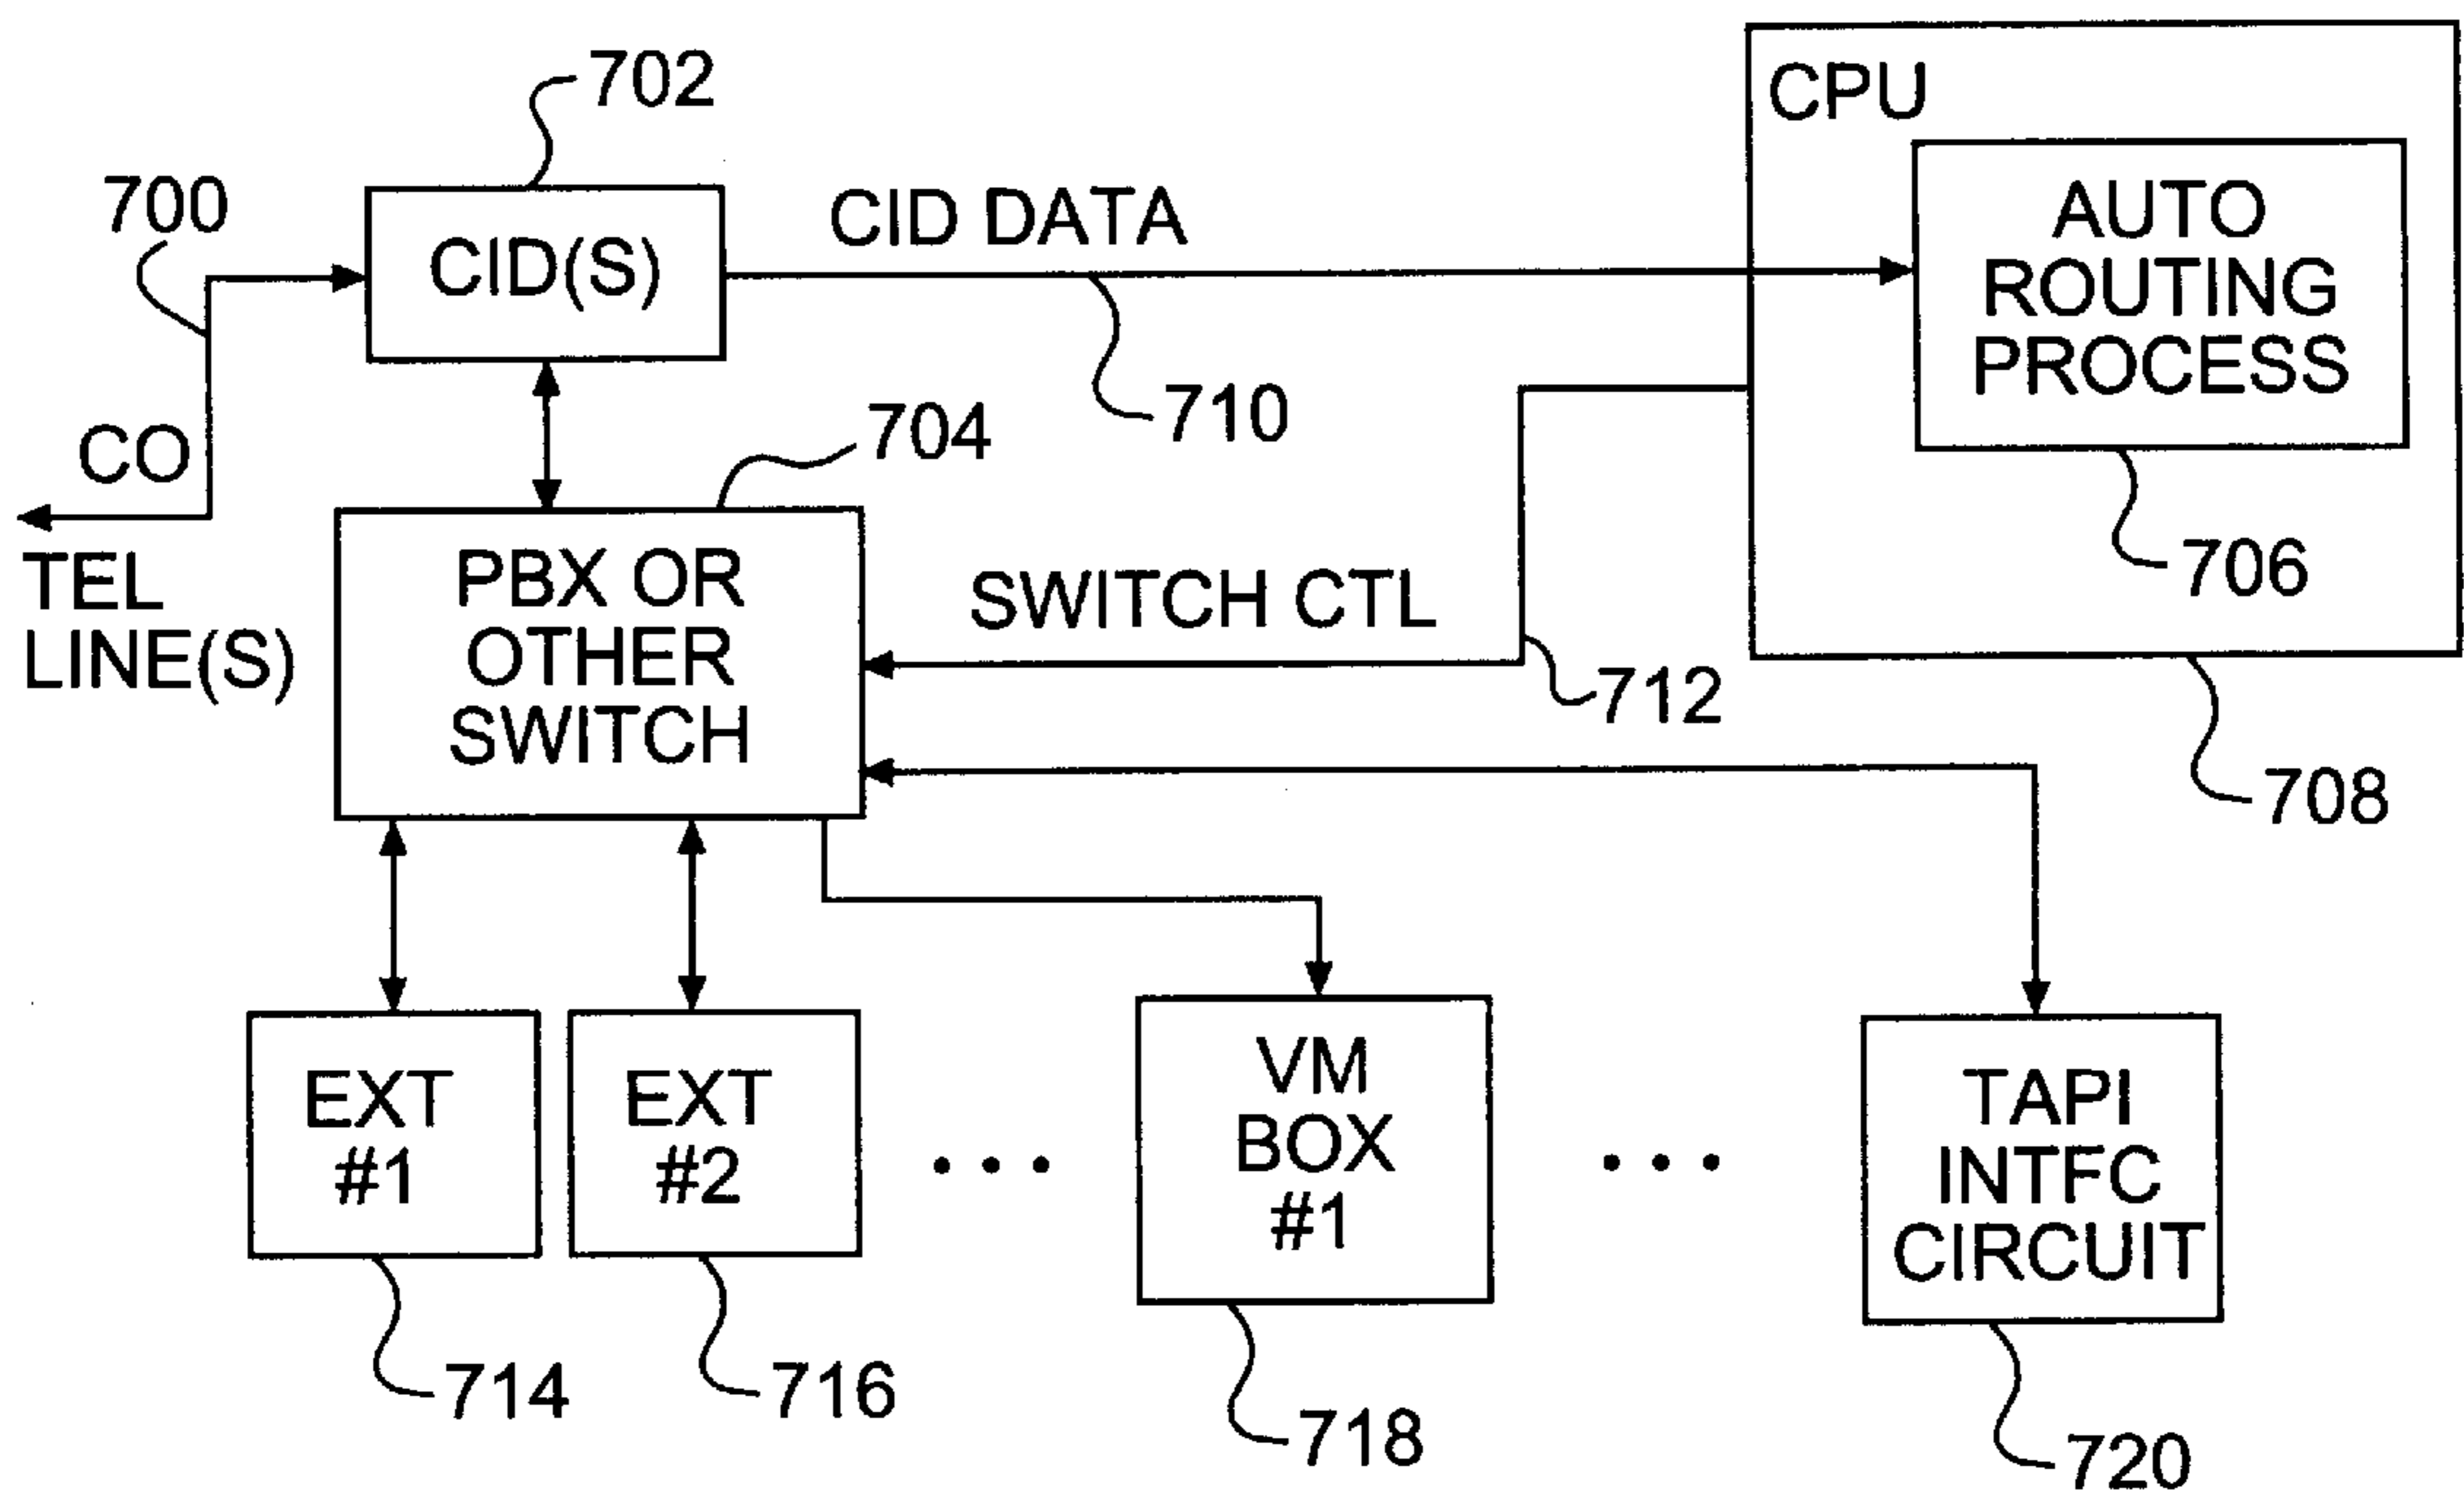 702
CPU
700
CID(S)
CID DATA
AUTO
ROUTING
PROCESS
710
704
CO
TEL
LINE(S)
PBX OR
OTHER
SWITCH
SWITCH CTL
706
712
708
EXT
#1
EXT
#2
VM
BOX
#1
TAPI
INTFC
CIRCUIT
714
716
718
720